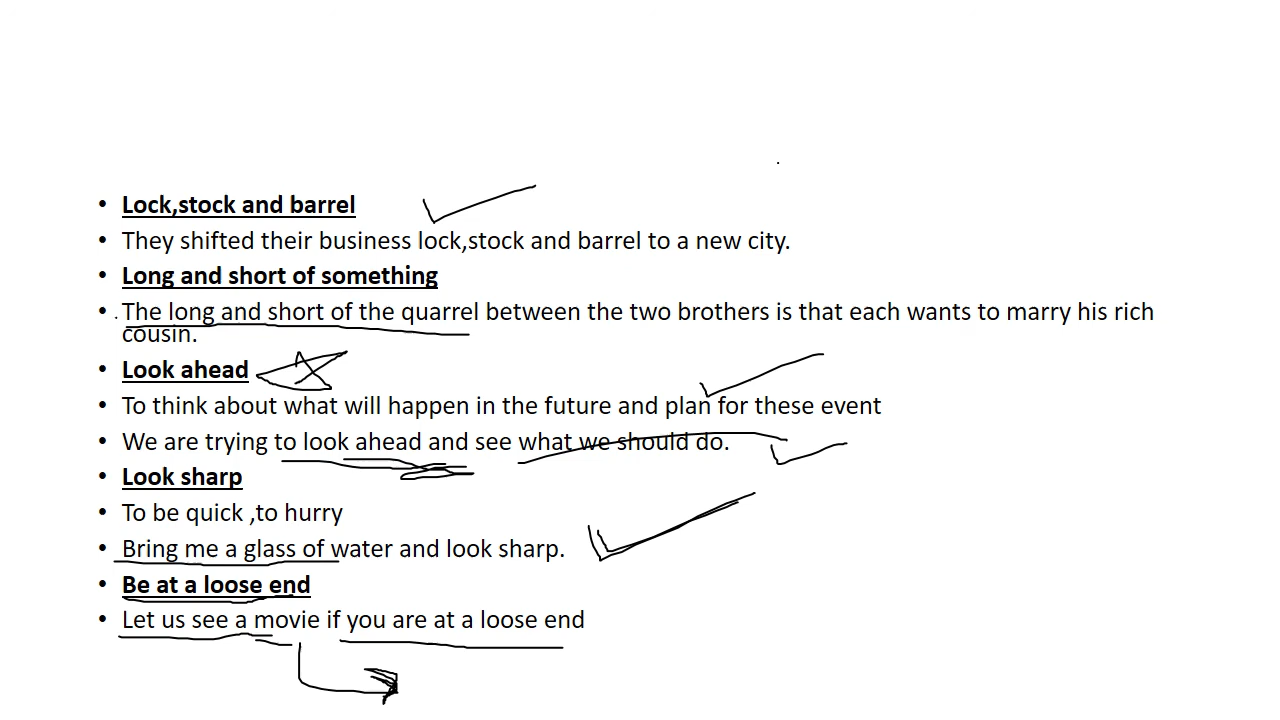 • Lock,stock and barrel
• They shifted their business lock,stock and barrel to a new city.
• Long and short of something
• The long and short of the quarrel between the two brothers is that each wants to marry his rich
cousin.
• Look ahead
• To think about what will happen in the future and plan for these event
• We are trying to look ahead and see what we should do.
• Look sharp
• To be quick ,to hurry
• Bring me a glass of water and look sharp.
• Be at a loose end
• Let us see a movie if you are at a loose end